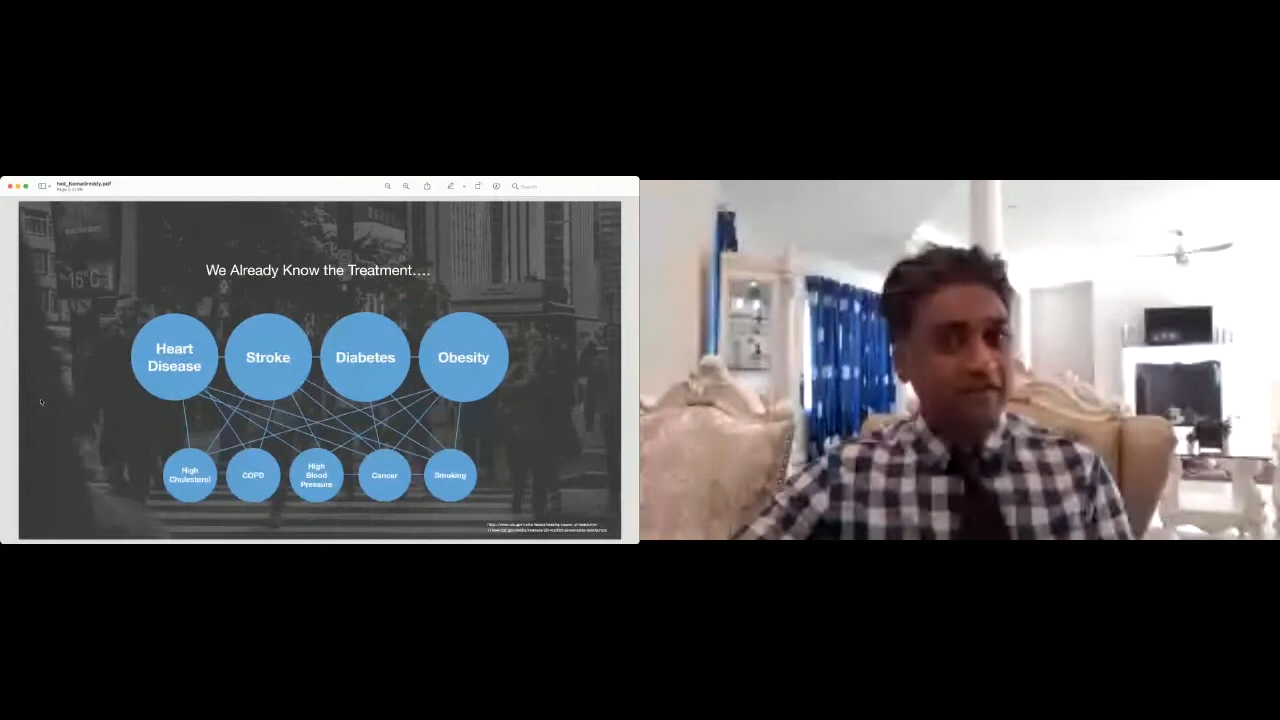 Search
16°C
We Already Know the Treatment....
Heart
Disease
Stroke
Diabetes
Obesity
High
Cholesterol
COPD
High
Blood
Pressure
Cancer
Smoking